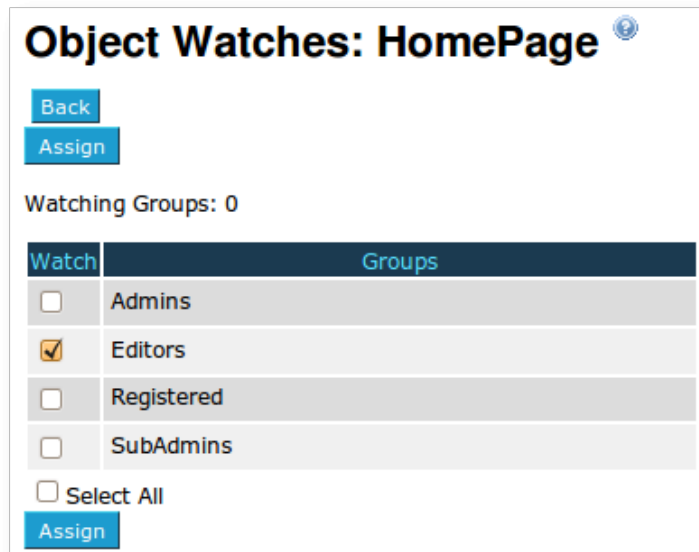 Object Watches: HomePage
Back
Assign
Watching Groups: 0
Watch Groups
Admins
Editors
Registered
SubAdmins
Select All
Assign